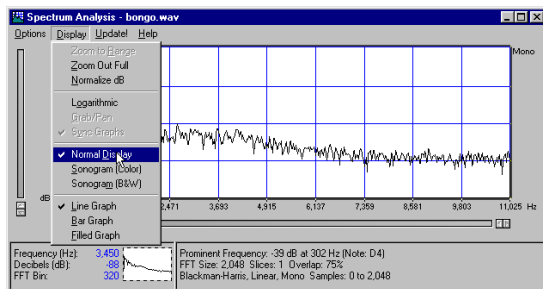 Spectrum Analysis - bongo.wav
Options Display Update! Help
Zoom to Range
Zoom Out Full
Normalize dB
Logarithmic
Grab/Pan
Sync Graphs
Normal Display
Sonogram (Color)
Sonogram (B&W)
Line Graph
Bar Graph
Filled Graph
Mono
dB
2,471 3,693 4,915 6,137 7,359 8,581 9,803 11,025 Hz
Frequency (Hz): 3,450
Decibels (dB): -88
FFT Bin: 320
Prominent Frequency: -39 dB at 302 Hz (Note: D4)
FFT Size: 2,048 Slices: 1 Overlap: 75%
Blackman-Harris, Linear, Mono Samples: 0 to 2,048